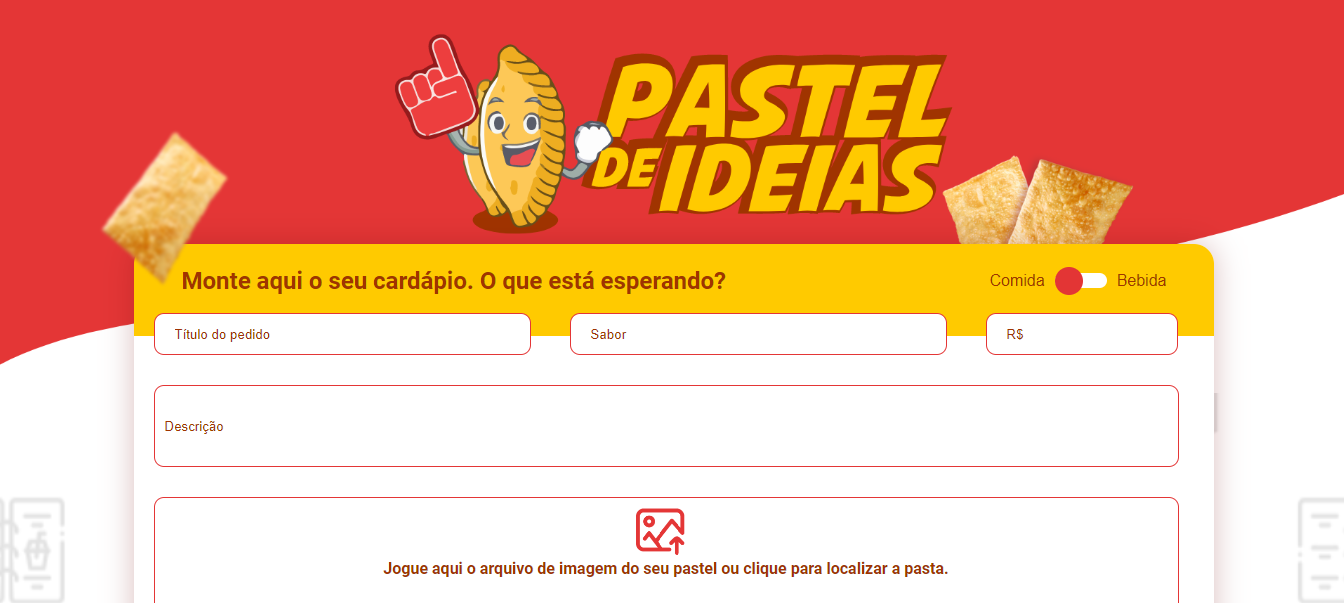 PASTEL
DE IDEIAS
Monte aqui o seu cardápio. O que está esperando?
Comida
Bebida
Título do pedido
Sabor
R$
Descrição
Jogue aqui o arquivo de imagem do seu pastel ou clique para localizar a pasta.